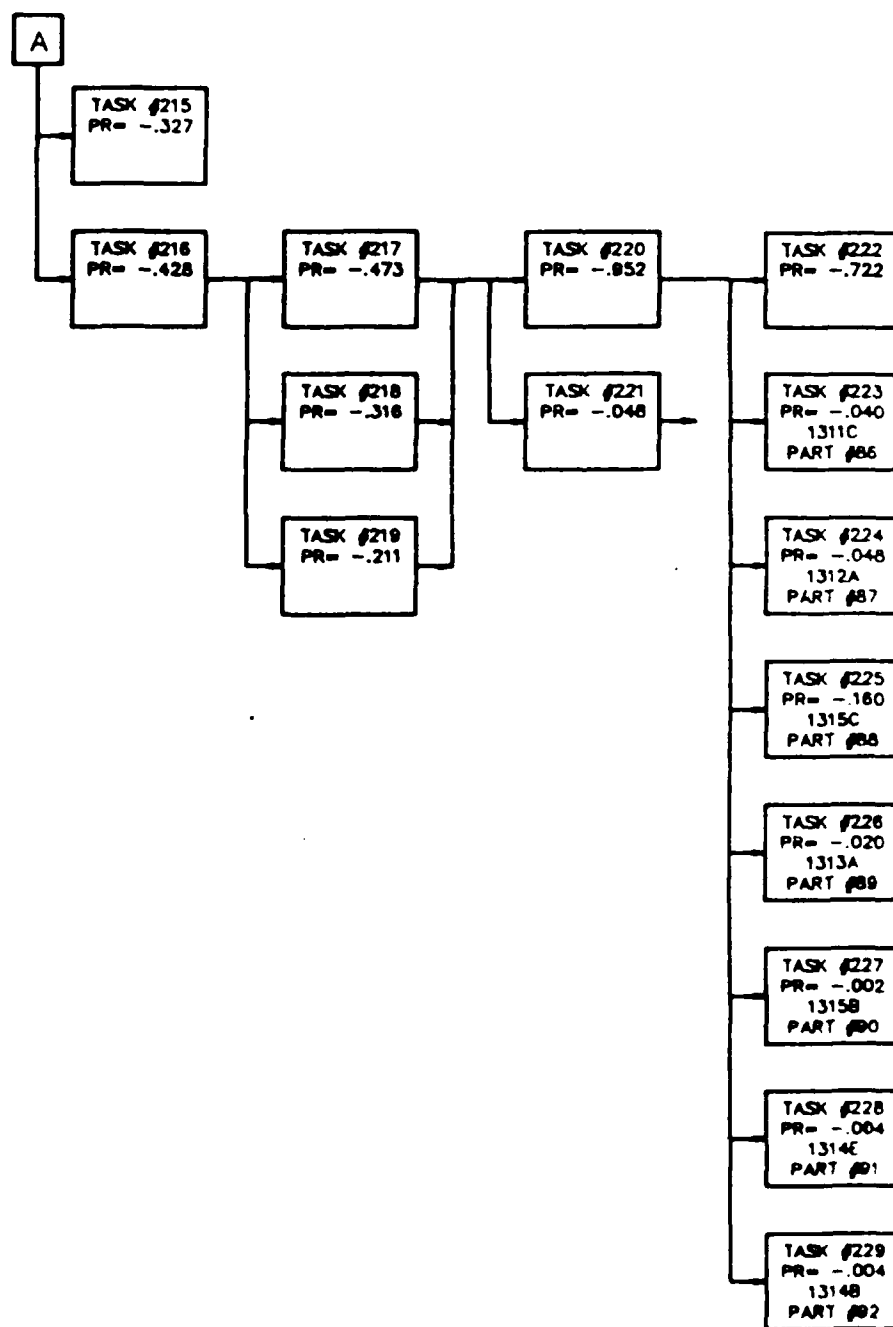 A
TASK #215
PR= -.327
TASK #216
PR= -.428
TASK #217
PR= -.473
TASK #218
PR= -.316
TASK #219
PR= -.211
TASK #220
PR= -.952
TASK #221
PR= -.048
TASK #222
PR= -.722
TASK #223
PR= -.040
1311C
PART #86
TASK #224
PR= -.048
1312A
PART #87
TASK #225
PR= -.160
1315C
PART #88
TASK #226
PR= -.020
1313A
PART #89
TASK #227
PR= -.002
1315B
PART #90
TASK #228
PR= -.004
1314E
PART #91
TASK #229
PR= -.004
1314B
PART #92